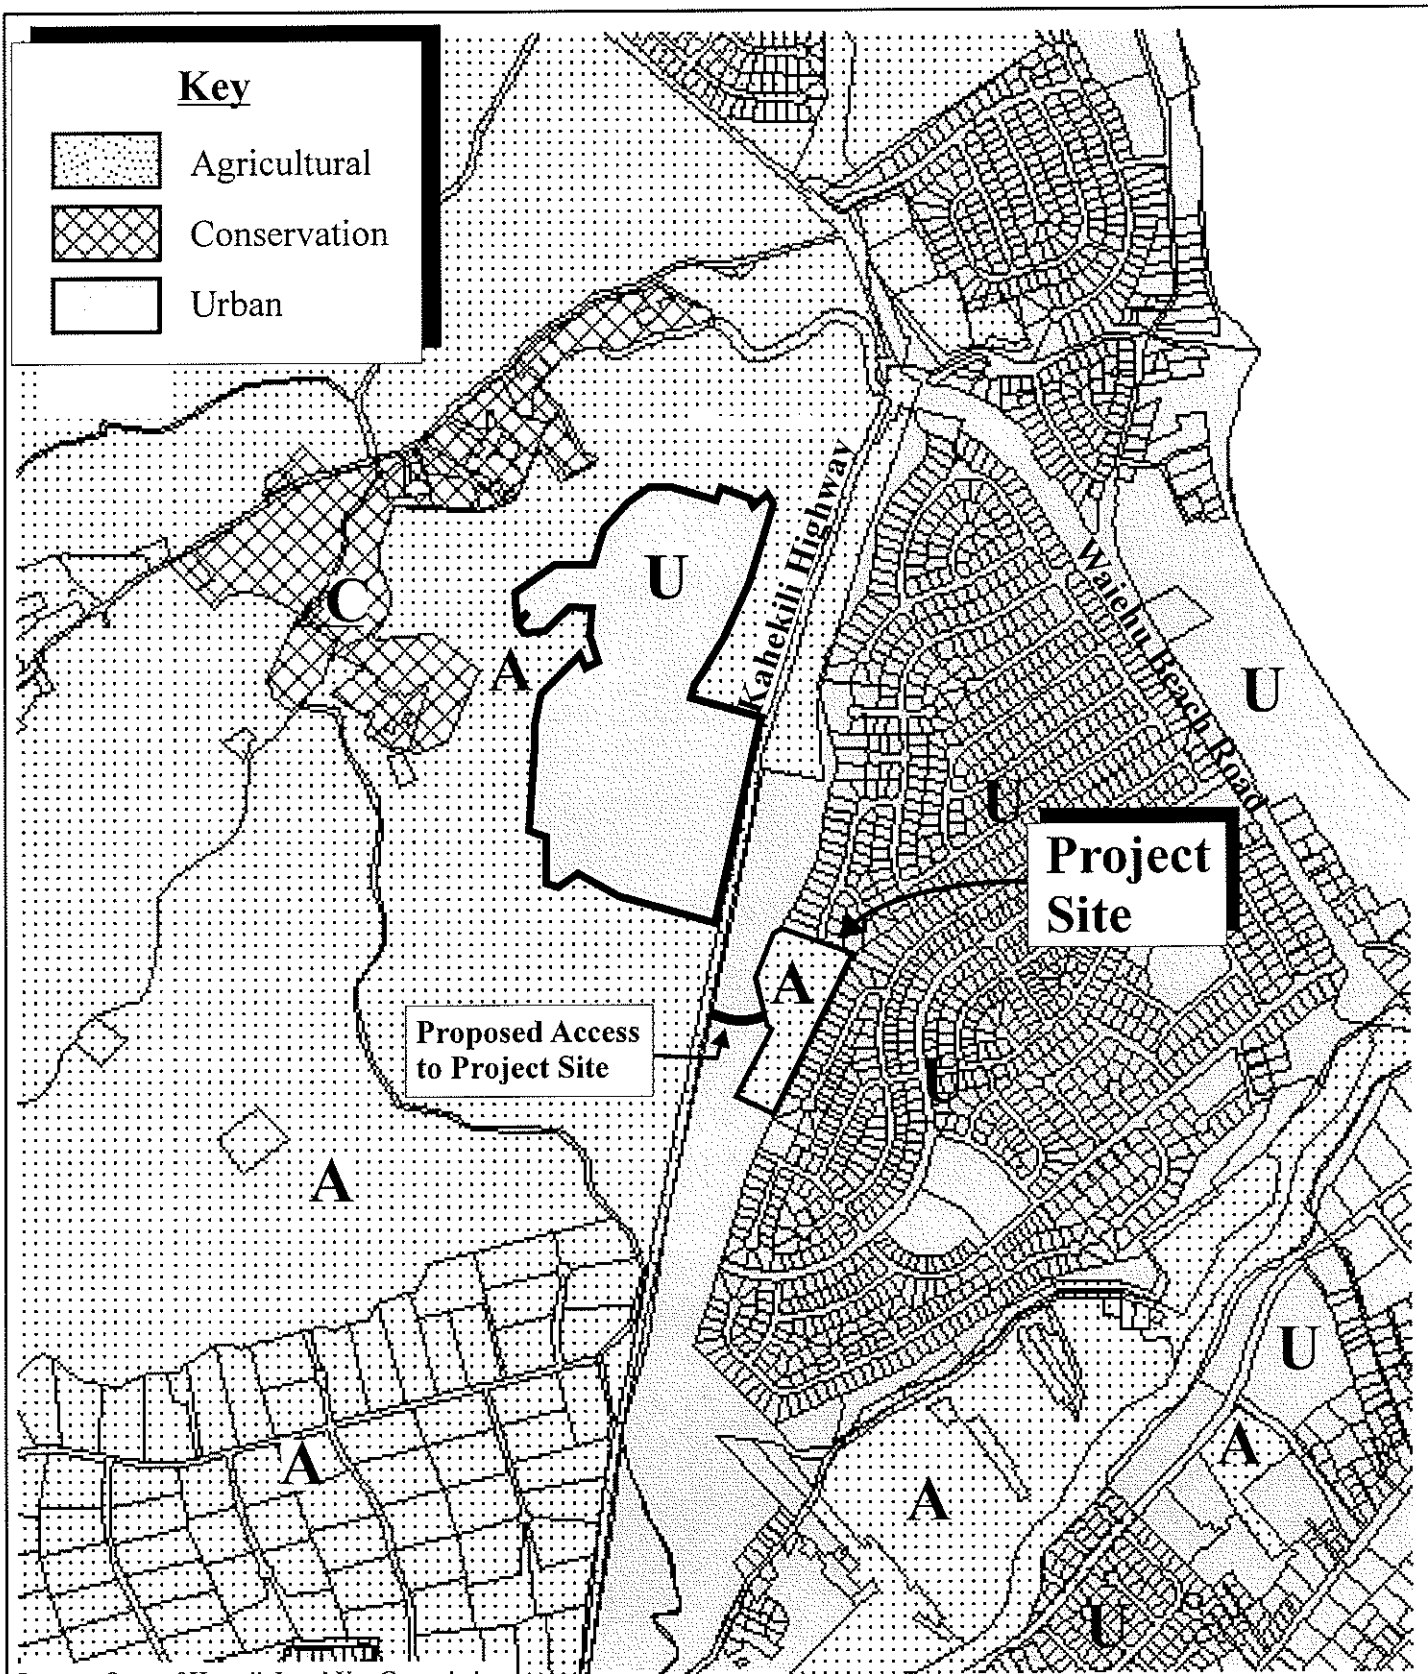 Key
Agricultural
Conservation
Urban
U
Kahekili Highway
C
A
Waiehu Beach Road
U
U
Project
Site
A
Proposed Access
to Project Site
U
A
U
A
A
A
U